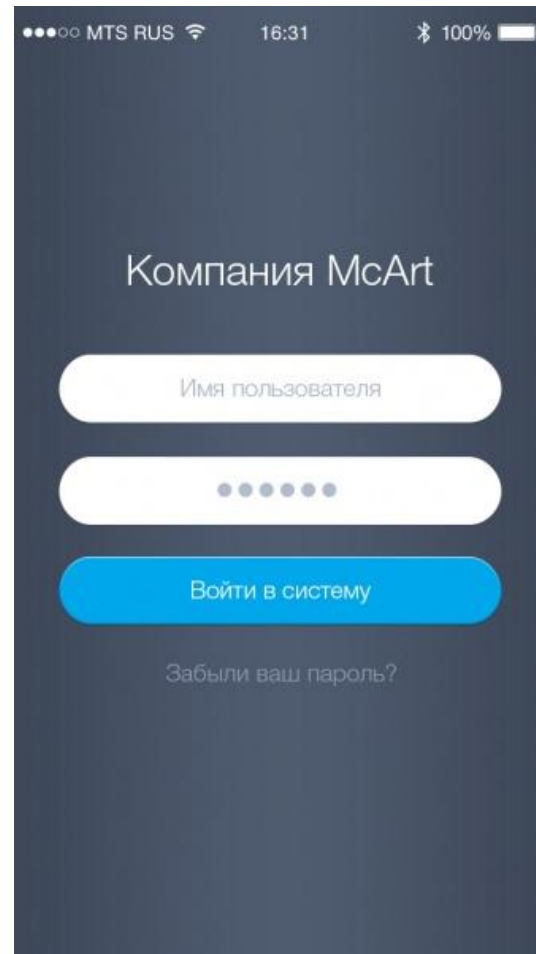 MTS RUS 16:31 100%
Компания McArt
Имя пользователя
Войти в систему
Забыли ваш пароль?